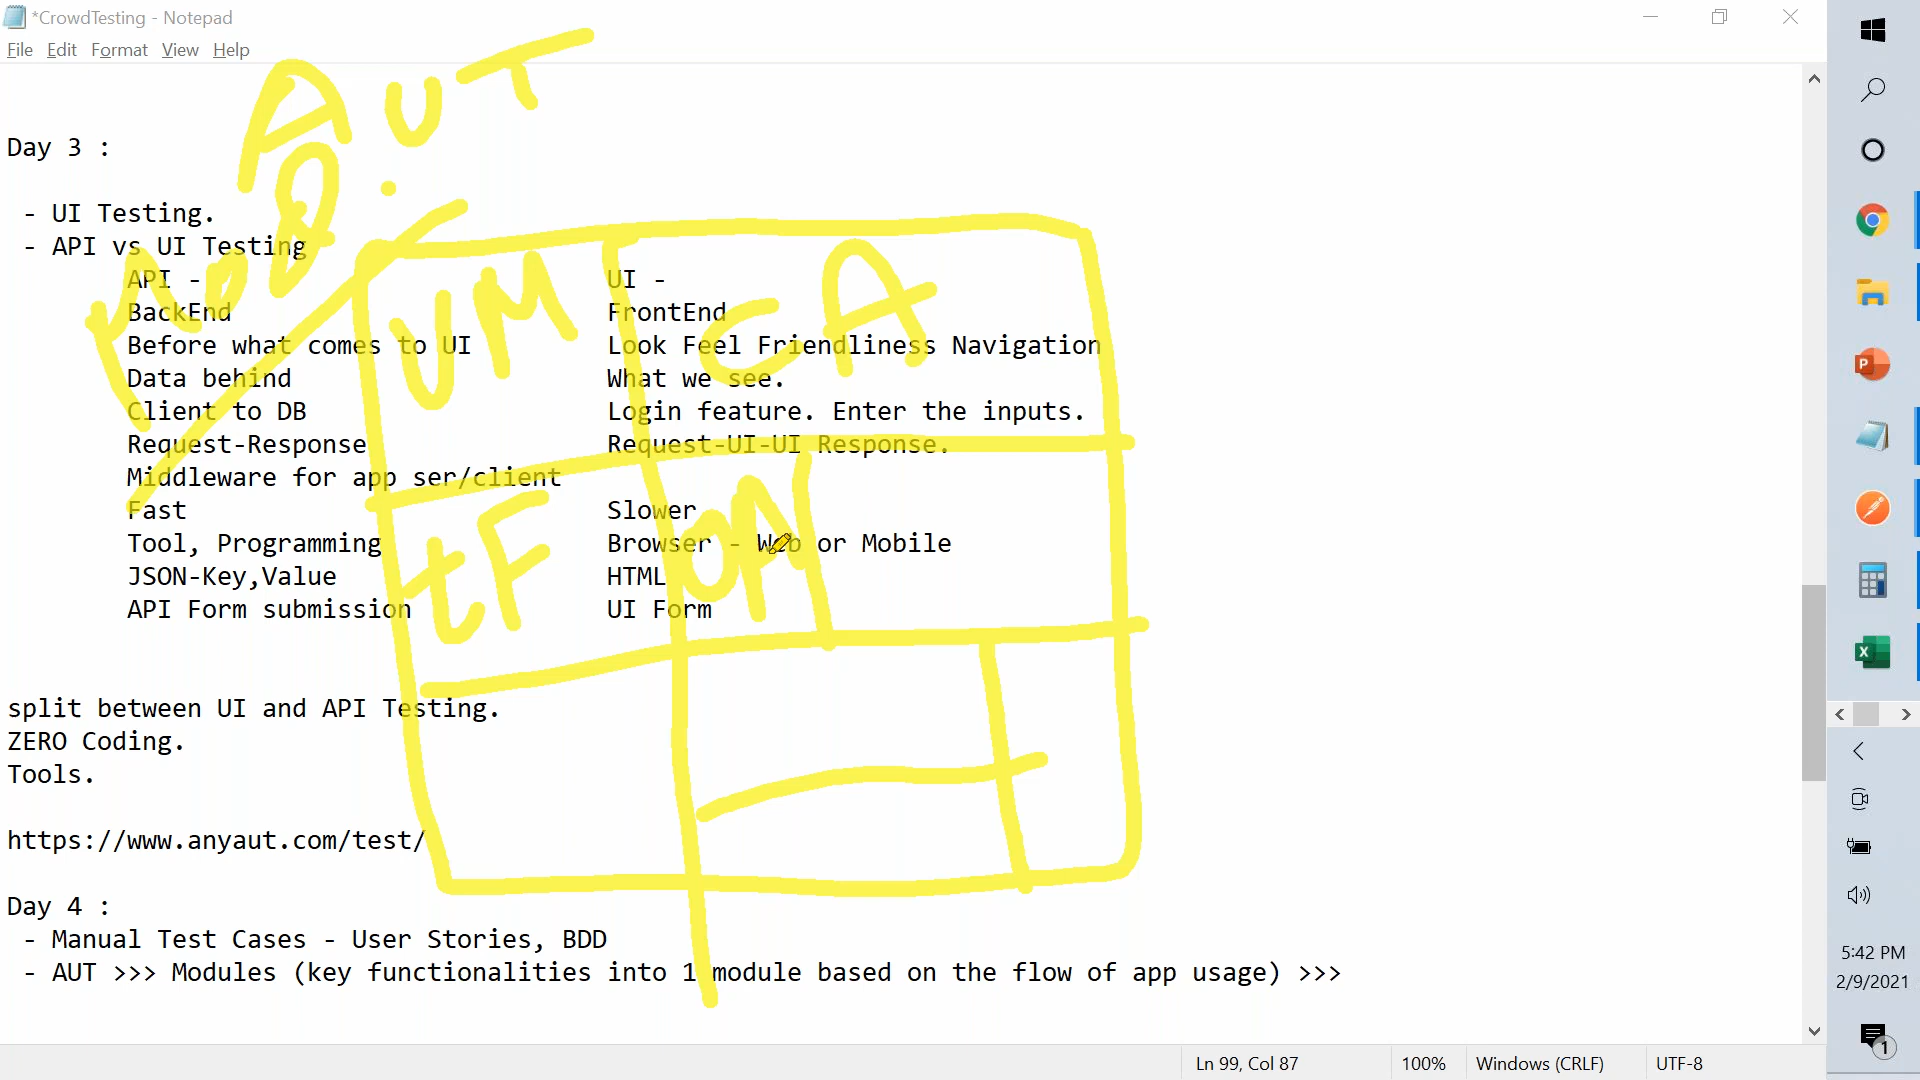 *CrowdTesting - Notepad
File Edit Format View Help
A.U.T
MOB
Day 3 :
- UI Testing.
- API vs UI Testing
API - UI -
BackEnd FrontEnd
Before what comes to UI Look Feel Friendliness Navigation
Data behind What we see.
Client to DB Login feature. Enter the inputs.
Request-Response Request-UI-UI Response.
Middleware for app ser/client
Fast Slower
Tool, Programming Browser - Web or Mobile
JSON-Key,Value HTML
API Form submission UI Form
UM CA
tF OA
split between UI and API Testing.
ZERO Coding.
Tools.
https://www.anyaut.com/test/
Day 4 :
- Manual Test Cases - User Stories, BDD
- AUT >>> Modules (key functionalities into 1 module based on the flow of app usage) >>>
Ln 99, Col 87 100% Windows (CRLF) UTF-8
5:42 PM
2/9/2021
1